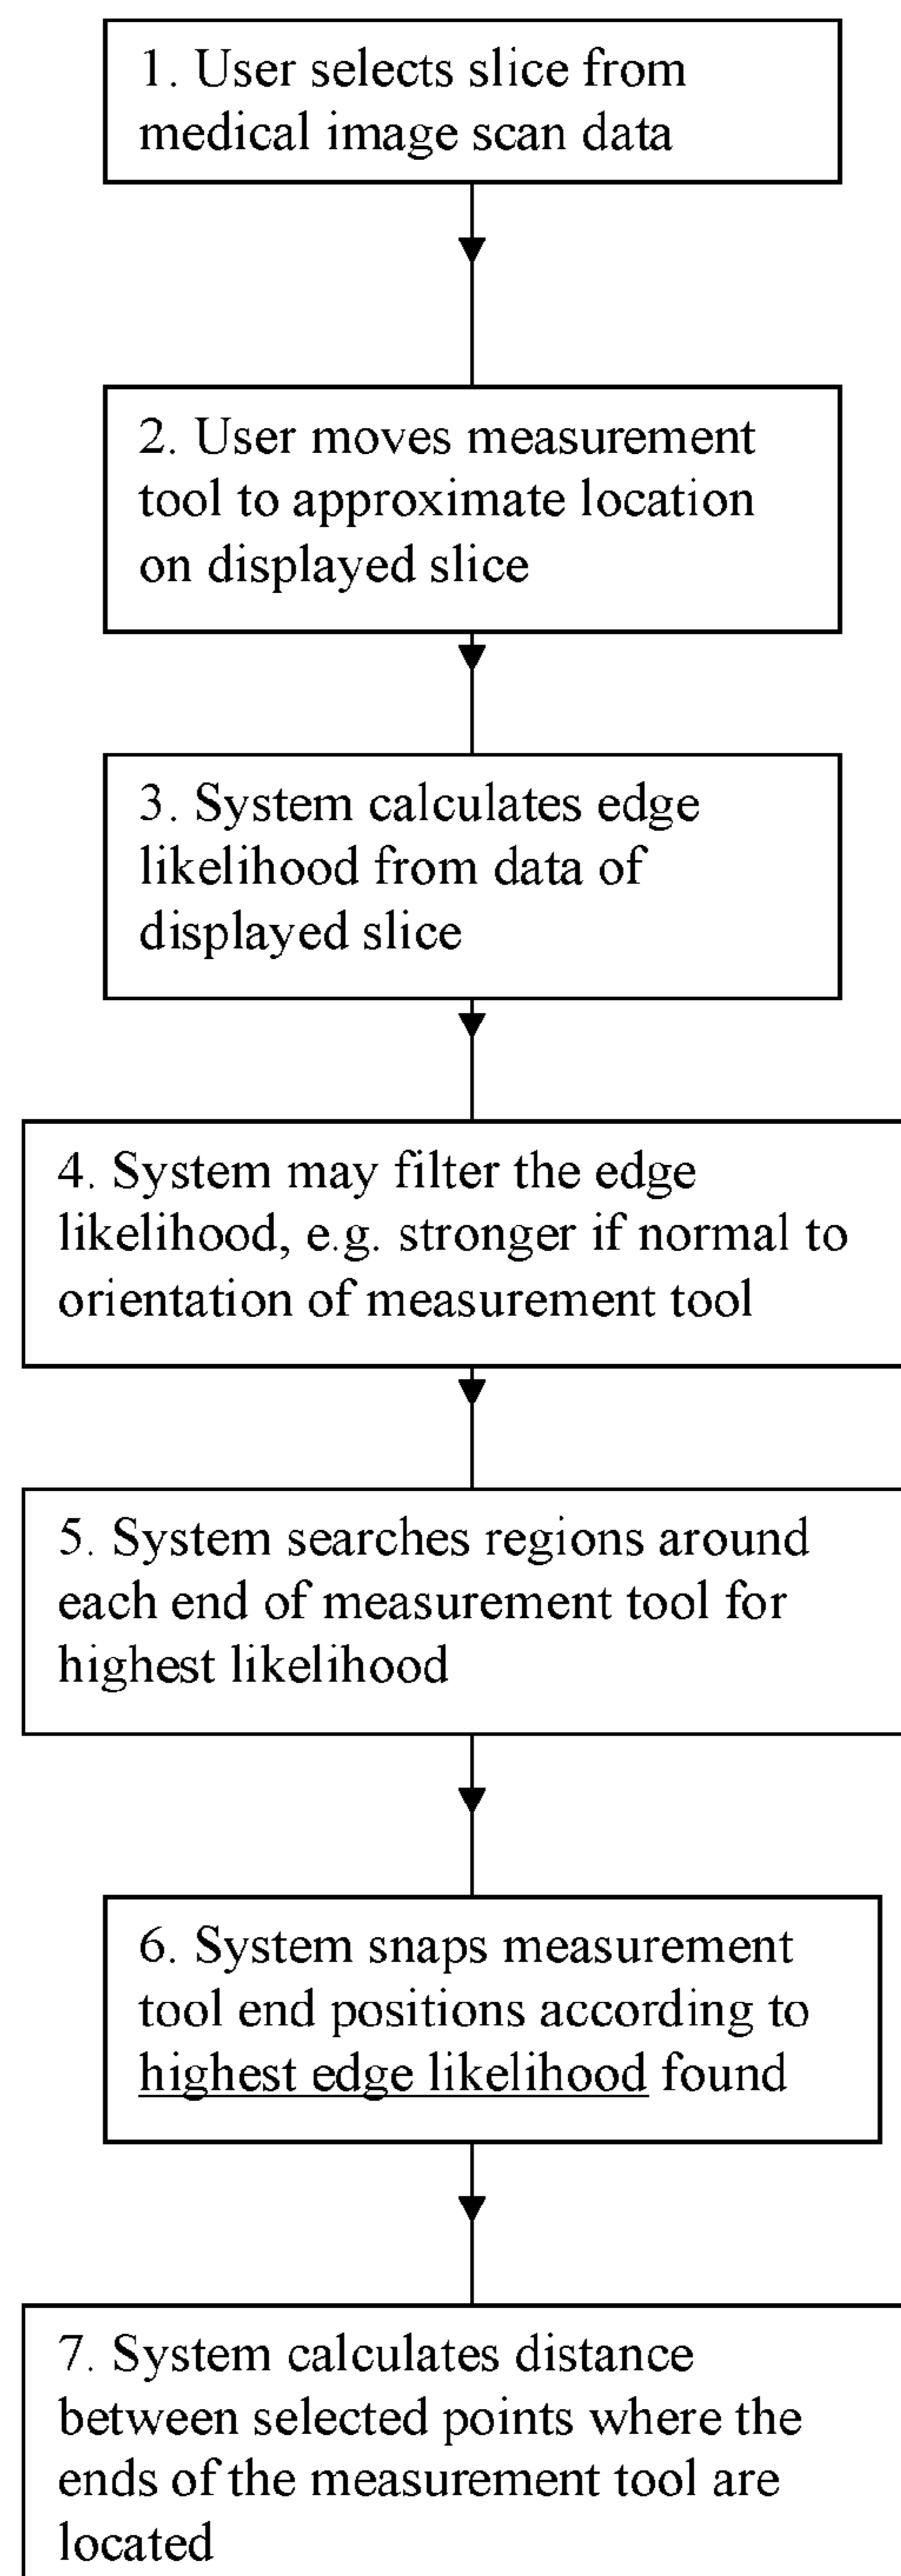 1. User selects slice from
medical image scan data
2. User moves measurement
tool to approximate location
on displayed slice
3. System calculates edge
likelihood from data of
displayed slice
4. System may filter the edge
likelihood, e.g. stronger if normal to
orientation of measurement tool
5. System searches regions around
each end of measurement tool for
highest likelihood
6. System snaps measurement
tool end positions according to
highest edge likelihood found
7. System calculates distance
between selected points where the
ends of the measurement tool are
located